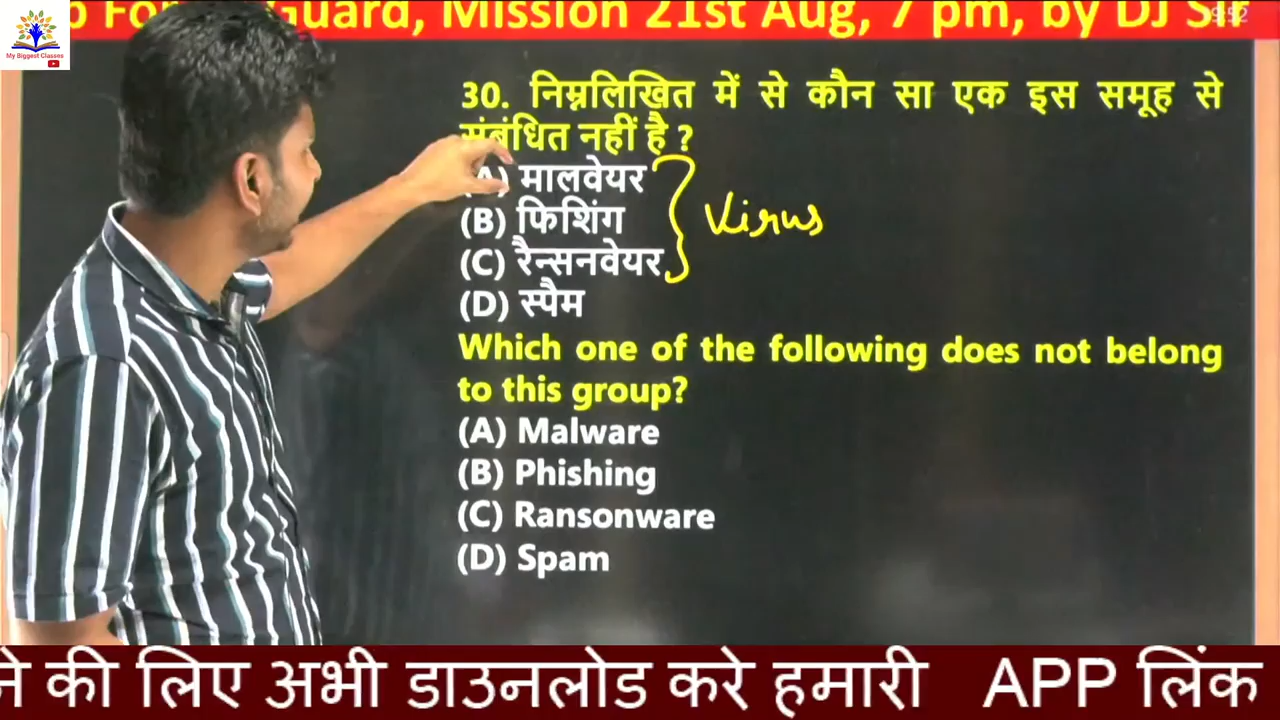 Guard, Mission 21st Aug, 7 pm, by DJ
My Biggest Classes
30. निम्नलिखित में से कौन सा एक इस समूह से
संबंधित नहीं है ?
(A) मालवेयर
(B) फिशिंग
(C) रैन्सनवेयर
Virus
(D) स्पैम
Which one of the following does not belong
to this group?
(A) Malware
(B) Phishing
(C) Ransonware
(D) Spam
की लिए अभी डाउनलोड करे हमारी APP लिंक